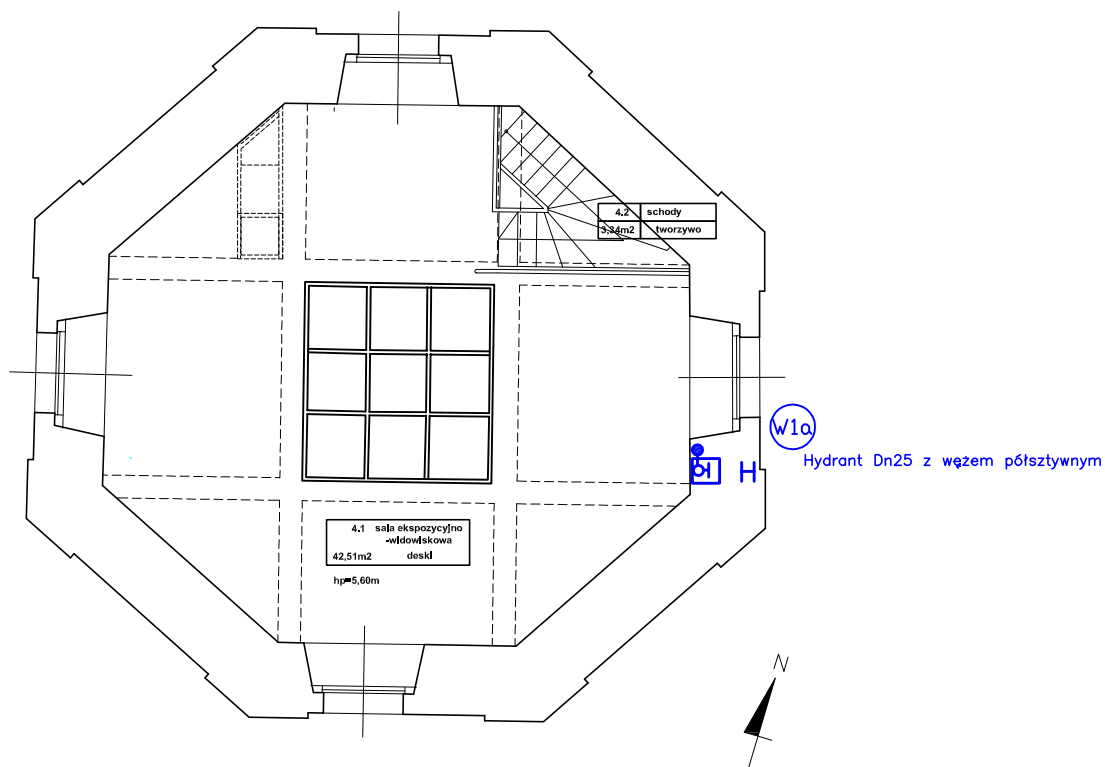 4.2 schody
3,34m2 tworzywo
W1a
Hydrant Dn25 z wężem półsztywnym
H
4.1 sala ekspozycyjno
-widowiskowa
42,51m2 deski
hp=5,60m
N